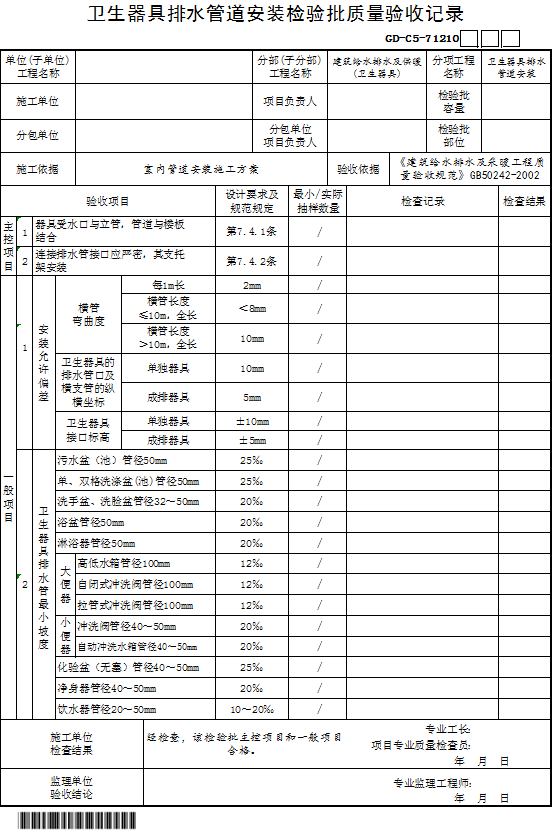 卫生器具排水管道安装检验批质量验收记录
GD-C5-71210
单位(子单位)
工程名称
分部(子分部)
工程名称
建筑给水排水及供暖
(卫生器具)
分项工程
名称
卫生器具排水
管道安装
施工单位
项目负责人
检验批
容量
分包单位
分包单位
项目负责人
检验批
部位
施工依据
室内管道安装施工方案
验收依据
《建筑给水排水及采暖工程质
量验收规范》GB50242-2002
验收项目
设计要求及
规范规定
最小/实际
抽样数量
检查记录
检查结果
主控项目
1
器具受水口与立管，管道与楼板
结合
第7.4.1条
/
2
连接排水管接口应严密，其支托
架安装
第7.4.2条
/
一般项目
1
安装允许偏差
横管
弯曲度
每1m长
2mm
/
横管长度
≤10m，全长
＜8mm
/
横管长度
＞10m，全长
10mm
/
卫生器具的
排水管口及
横支管的纵
横坐标
单独器具
10mm
/
成排器具
5mm
/
卫生器具
接口标高
单独器具
±10mm
/
成排器具
±5mm
/
2
卫生器具排水管最小坡度
污水盆（池）管径50mm
25‰
/
单、双格洗涤盆(池)管径50mm
25‰
/
洗手盆、洗脸盆管径32～50mm
20‰
/
浴盆管径50mm
20‰
/
淋浴器管径50mm
20‰
/
大便器
高低水箱管径100mm
12‰
/
自闭式冲洗阀管径100mm
12‰
/
拉管式冲洗阀管径100mm
12‰
/
小便器
冲洗阀管径40～50mm
20‰
/
自动冲洗水箱管径40～50mm
20‰
/
化验盆（无塞）管径40～50mm
25‰
/
净身器管径40～50mm
20‰
/
饮水器管径20～50mm
10～20‰
/
施工单位
检查结果
经检查，该检验批主控项目和一般项目
合格。
专业工长:
项目专业质量检查员:
年 月 日
监理单位
验收结论
专业监理工程师:
年 月 日